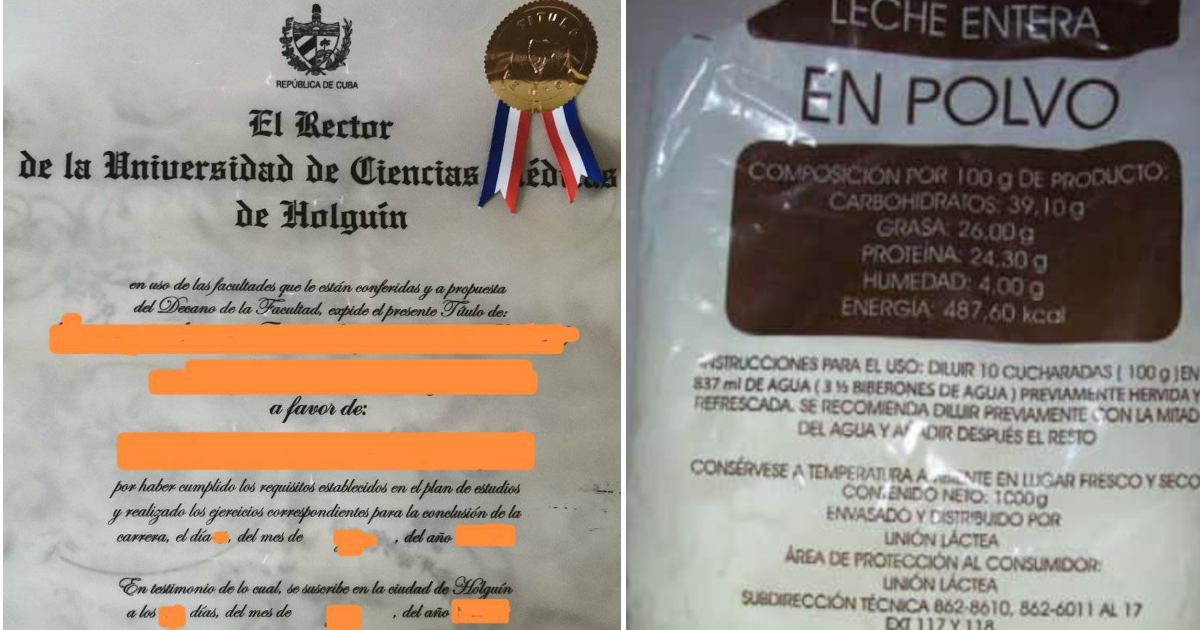 REPÚBLICA DE CUBA
TITULO
El Rector
de la Universidad de Ciencias
de Holguín
en uso de las facultades que le están conferidas y a propuesta
del Decano de la Facultad, expide el presente Título de:
a favor de:
por haber cumplido los requisitos establecidos en el plan de estudios
y realizado los ejercicios correspondientes para la conclusión de la
carrera, el día , del mes de , del año
En testimonio de lo cual, se suscribe en la ciudad de Holguín
a los días, del mes de , del año
LECHE ENTERA
EN POLVO
COMPOSICIÓN POR 100 g DE PRODUCTO:
CARBOHIDRATOS: 39,10 g
GRASA: 26,00 g
PROTEÍNA: 24,30 g
HUMEDAD: 4,00 g
ENERGIA: 487,60 kcal
INSTRUCCIONES PARA EL USO: DILUIR 10 CUCHARADAS ( 100 g ) EN
837 ml DE AGUA ( 3 ½ BIBERONES DE AGUA ) PREVIAMENTE HERVIDA Y
REFRESCADA. SE RECOMIENDA DILUIR PREVIAMENTE CON LA MITAD
DEL AGUA Y AÑADIR DESPUÉS EL RESTO
CONSÉRVESE A TEMPERATURA AMBIENTE EN LUGAR FRESCO Y SECO
CONTENIDO NETO: 1000g
ENVASADO Y DISTRIBUIDO POR
UNIÓN LÁCTEA
ÁREA DE PROTECCIÓN AL CONSUMIDOR:
UNIÓN LÁCTEA
SUBDIRECCIÓN TÉCNICA 862-8610, 862-6011 AL 17
EXT 117 Y 118